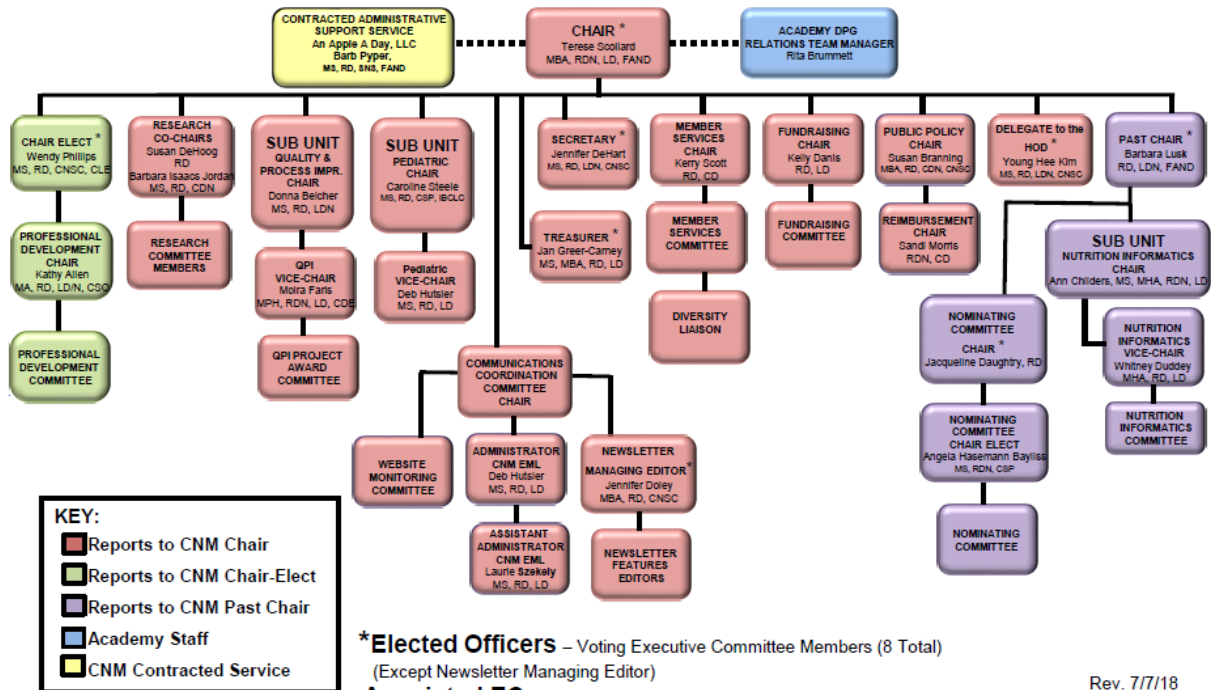 CONTRACTED ADMINISTRATIVE
SUPPORT SERVICE
An Apple A Day, LLC
Barb Pyper,
MS, RD, SNS, FAND
CHAIR *
Terese Scollard
MBA, RDN, LD, FAND
ACADEMY DPG
RELATIONS TEAM MANAGER
Rita Brummett
CHAIR ELECT *
Wendy Phillips
MS, RD, CNSC, CLE
RESEARCH
CO-CHAIRS
Susan DeHoog
RD
Barbara Isaacs Jordan
MS, RD, CDN
SUB UNIT
QUALITY &
PROCESS IMPR.
CHAIR
Donna Belcher
MS, RD, LDN
SUB UNIT
PEDIATRIC
CHAIR
Caroline Steele
MS, RD, CSP, IBCLC
SECRETARY *
Jennifer DeHart
MS, RD, LDN, CNSC
MEMBER
SERVICES
CHAIR
Kerry Scott
RD, CD
FUNDRAISING
CHAIR
Kelly Danis
RD, LD
PUBLIC POLICY
CHAIR
Susan Branning
MBA, RD, CDN, CNSC
DELEGATE to the
HOD *
Young Hee Kim
MS, RD, LDN, CNSC
PAST CHAIR *
Barbara Lusk
RD, LDN, FAND
PROFESSIONAL
DEVELOPMENT
CHAIR
Kathy Allen
MA, RD, LD/N, CSO
RESEARCH
COMMITTEE
MEMBERS
QPI
VICE-CHAIR
Moira Faris
MPH, RDN, LD, CDE
Pediatric
VICE-CHAIR
Deb Hutsler
MS, RD, LD
TREASURER *
Jan Greer-Carney
MS, MBA, RD, LD
MEMBER
SERVICES
COMMITTEE
FUNDRAISING
COMMITTEE
REIMBURSEMENT
CHAIR
Sandi Morris
RDN, CD
SUB UNIT
NUTRITION INFORMATICS
CHAIR
Ann Childers, MS, MHA, RDN, LD
PROFESSIONAL
DEVELOPMENT
COMMITTEE
QPI PROJECT
AWARD
COMMITTEE
DIVERSITY
LIAISON
NOMINATING
COMMITTEE
CHAIR *
Jacqueline Daughtry, RD
NUTRITION
INFORMATICS
VICE-CHAIR
Whitney Duddey
MHA, RD, LD
COMMUNICATIONS
COORDINATION
COMMITTEE
CHAIR
NOMINATING
COMMITTEE
CHAIR ELECT
Angela Hasemann Bayliss
MS, RDN, CSP
NUTRITION
INFORMATICS
COMMITTEE
WEBSITE
MONITORING
COMMITTEE
ADMINISTRATOR
CNM EML
Deb Hutsler
MS, RD, LD
NEWSLETTER
MANAGING EDITOR *
Jennifer Doley
MBA, RD, CNSC
ASSISTANT
ADMINISTRATOR
CNM EML
Laurie Szekely
MS, RD, LD
NEWSLETTER
FEATURES
EDITORS
NOMINATING
COMMITTEE
KEY:
Reports to CNM Chair
Reports to CNM Chair-Elect
Reports to CNM Past Chair
Academy Staff
CNM Contracted Service
*Elected Officers – Voting Executive Committee Members (8 Total)
(Except Newsletter Managing Editor)
Rev. 7/7/18